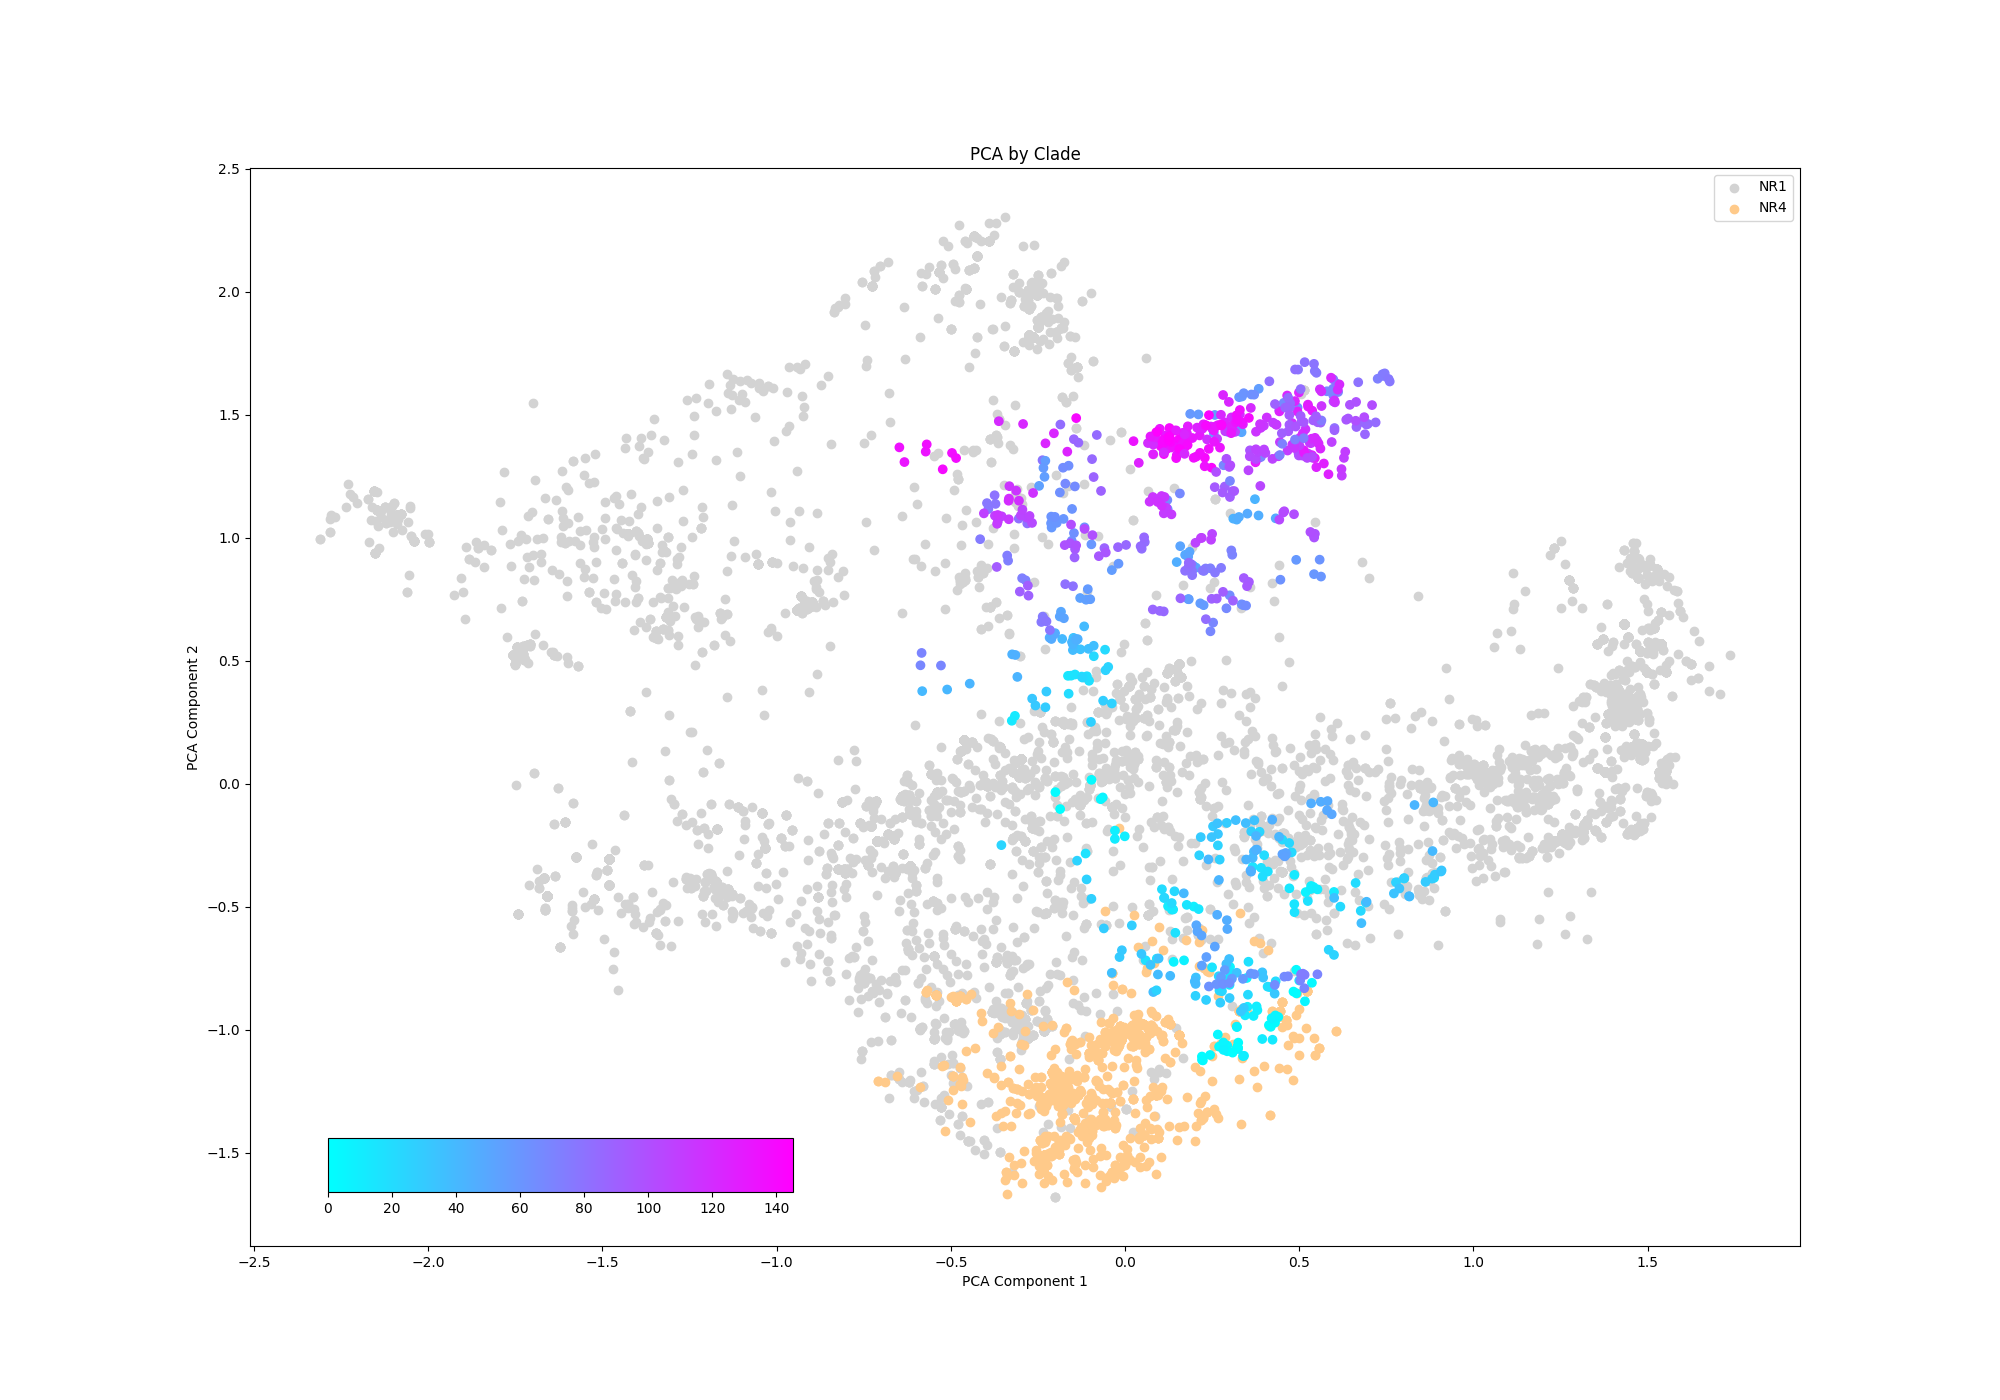 PCA by Clade
NR1
NR4
PCA Component 2
2.5
2.0
1.5
1.0
0.5
0.0
−0.5
−1.0
−1.5
0 20 40 60 80 100 120 140
−2.5 −2.0 −1.5 −1.0 −0.5 0.0 0.5 1.0 1.5
PCA Component 1